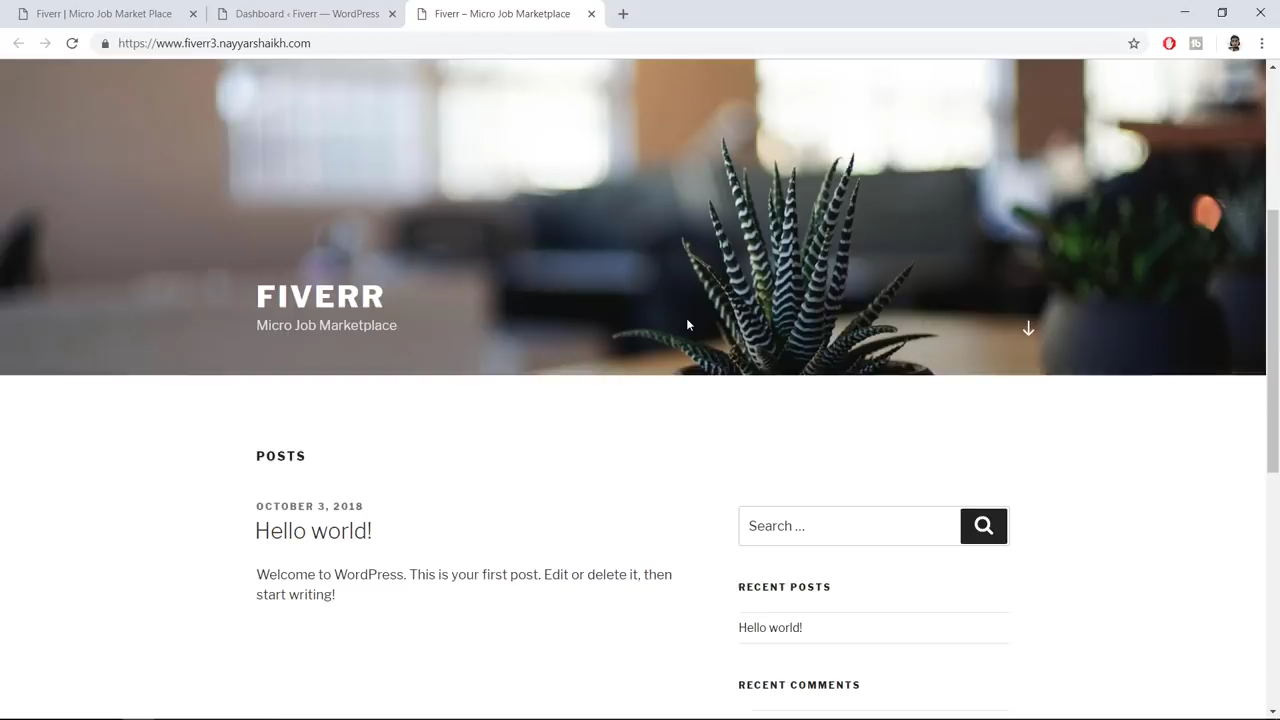 Fiverr | Micro Job Market Place
Dashboard ‹ Fiverr — WordPress
Fiverr – Micro Job Marketplace
https://www.fiverr3.nayyarshaikh.com
FIVERR
Micro Job Marketplace
POSTS
OCTOBER 3, 2018
Hello world!
Welcome to WordPress. This is your first post. Edit or delete it, then
start writing!
Search …
RECENT POSTS
Hello world!
RECENT COMMENTS